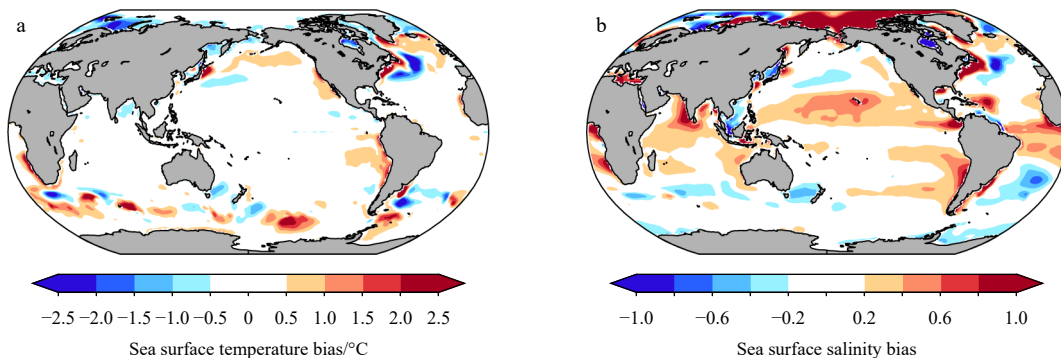 a
b
−2.5 −2.0 −1.5 −1.0 −0.5 0 0.5 1.0 1.5 2.0 2.5
−1.0 −0.6 −0.2 0.2 0.6 1.0
Sea surface temperature bias/°C
Sea surface salinity bias